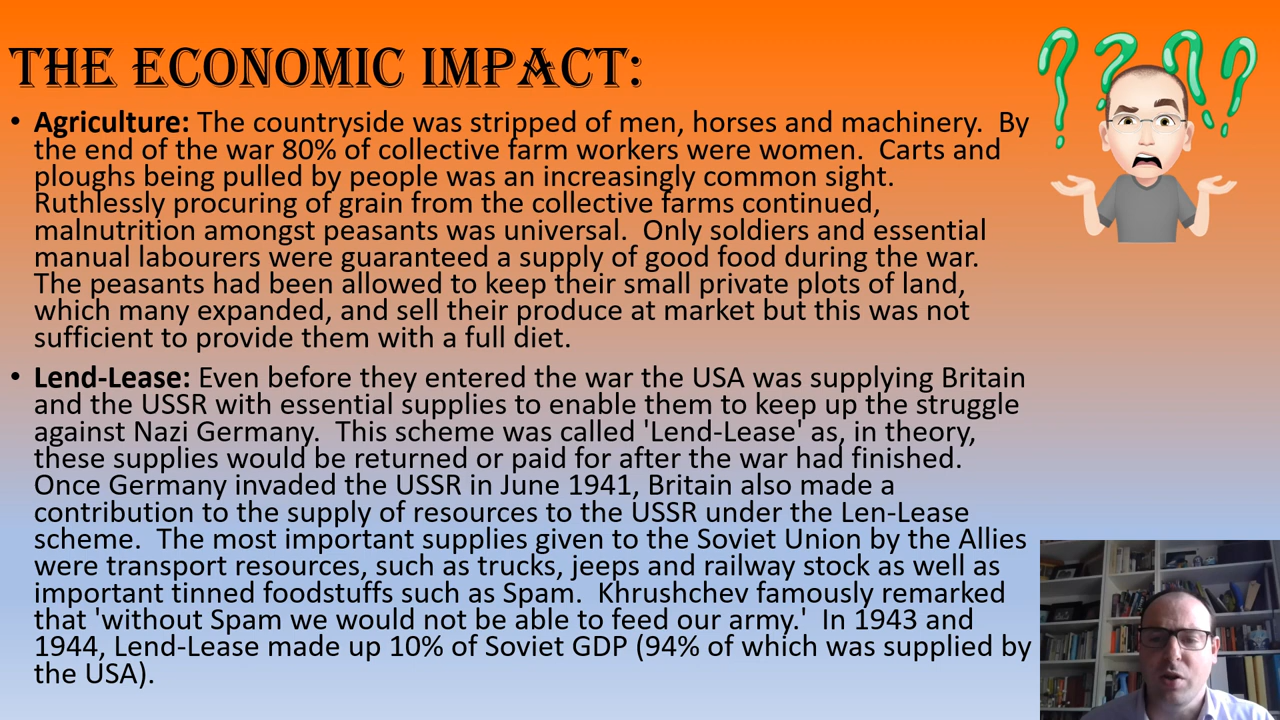 THE ECONOMIC IMPACT:
• Agriculture: The countryside was stripped of men, horses and machinery.  By
the end of the war 80% of collective farm workers were women.  Carts and
ploughs being pulled by people was an increasingly common sight.
Ruthlessly procuring of grain from the collective farms continued,
malnutrition amongst peasants was universal.  Only soldiers and essential
manual labourers were guaranteed a supply of good food during the war.
The peasants had been allowed to keep their small private plots of land,
which many expanded, and sell their produce at market but this was not
sufficient to provide them with a full diet.
• Lend-Lease: Even before they entered the war the USA was supplying Britain
and the USSR with essential supplies to enable them to keep up the struggle
against Nazi Germany.  This scheme was called 'Lend-Lease' as, in theory,
these supplies would be returned or paid for after the war had finished.
Once Germany invaded the USSR in June 1941, Britain also made a
contribution to the supply of resources to the USSR under the Len-Lease
scheme.  The most important supplies given to the Soviet Union by the Allies
were transport resources, such as trucks, jeeps and railway stock as well as
important tinned foodstuffs such as Spam.  Khrushchev famously remarked
that 'without Spam we would not be able to feed our army.'  In 1943 and
1944, Lend-Lease made up 10% of Soviet GDP (94% of which was supplied by
the USA).